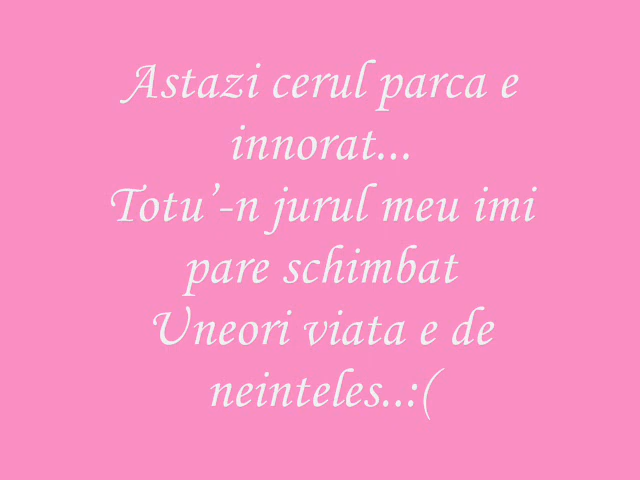 Astazi cerul parca e
innorat...
Totu’-n jurul meu imi
pare schimbat
Uneori viata e de
neinteles..:(